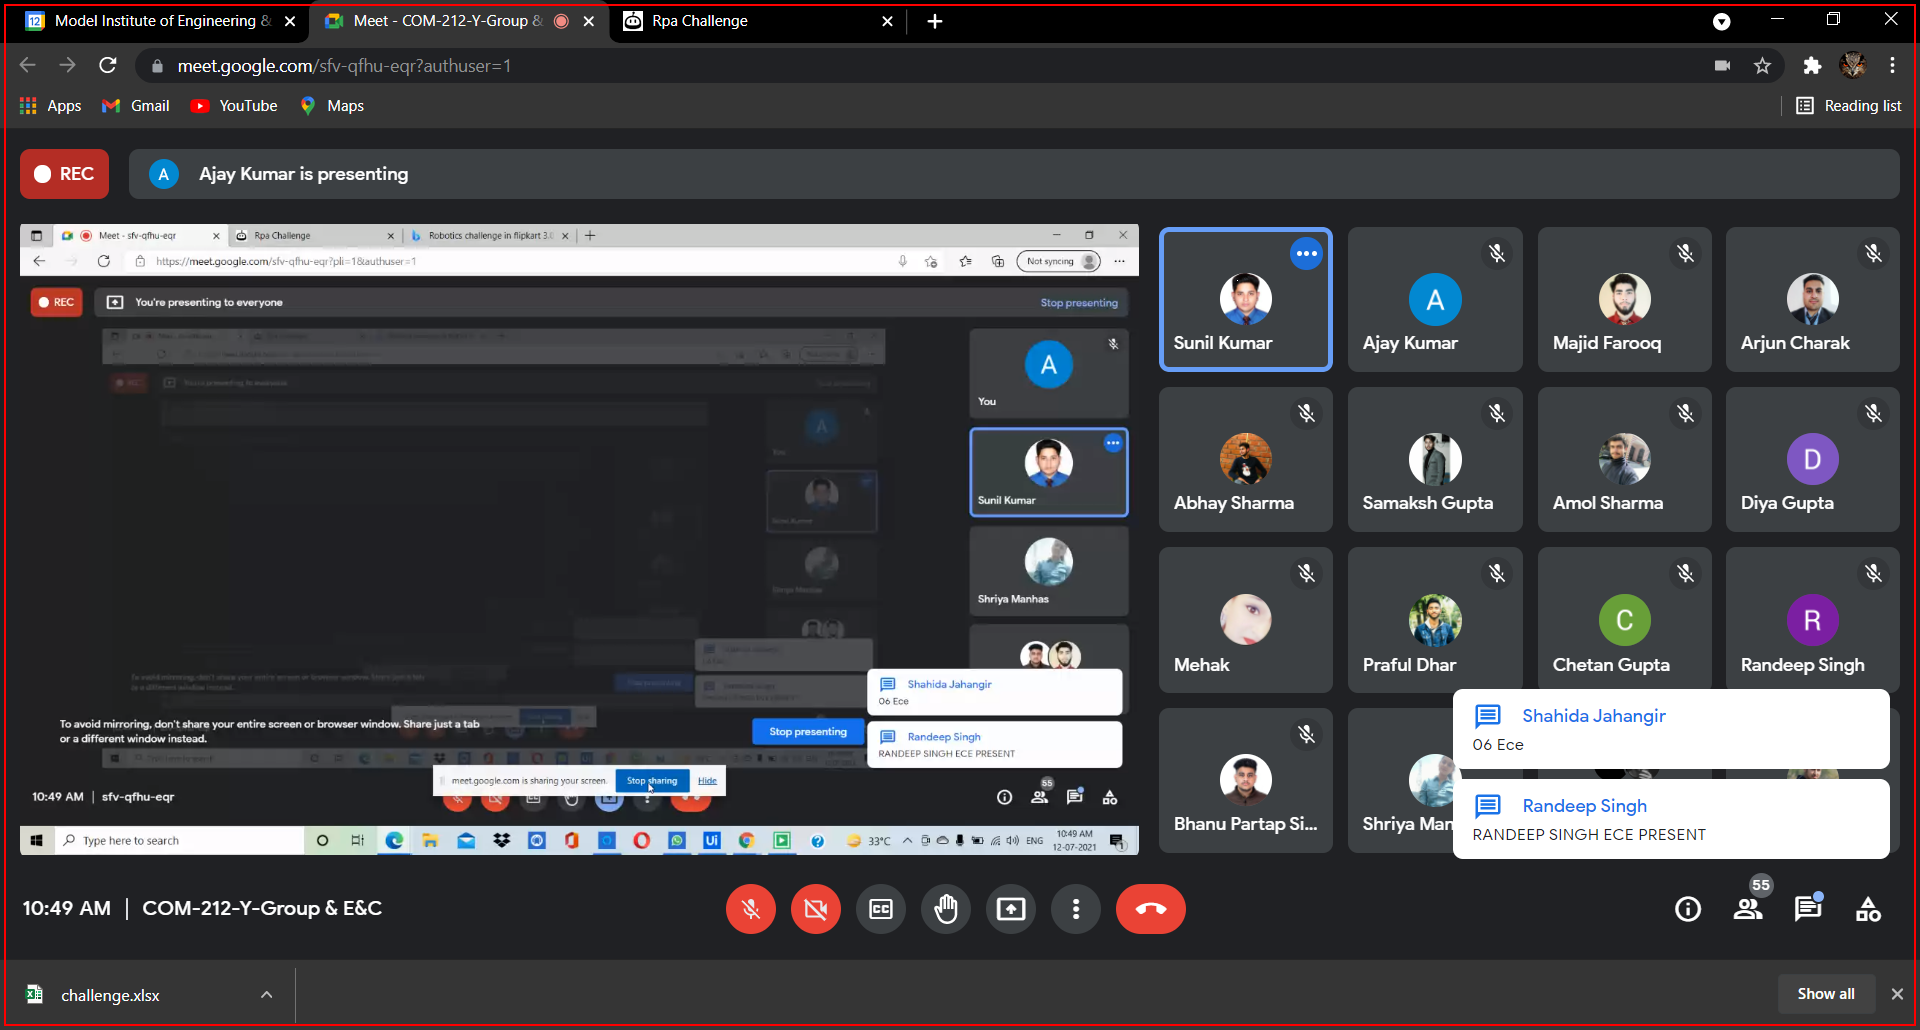 Model Institute of Engineering &
Meet - COM-212-Y-Group &
Rpa Challenge
meet.google.com/sfv-qfhu-eqr?authuser=1
Apps
Gmail
YouTube
Maps
Reading list
REC
A
Ajay Kumar is presenting
Meet - sfv-qfhu-eqr
Rpa Challenge
Robotics challenge in flipkart 3.0
https://meet.google.com/sfv-qfhu-eqr?pli=1&authuser=1
Not syncing
REC
You're presenting to everyone
Stop presenting
A
You
Sunil Kumar
Shriya Manhas
Shahida Jahangir
06 Ece
Randeep Singh
RANDEEP SINGH ECE PRESENT
To avoid mirroring, don't share your entire screen or browser window. Share just a tab
or a different window instead.
Stop presenting
meet.google.com is sharing your screen.
Stop sharing
Hide
10:49 AM | sfv-qfhu-eqr
55
Type here to search
Ui
33°C
ENG
10:49 AM
12-07-2021
1
Sunil Kumar
A
Ajay Kumar
Majid Farooq
Arjun Charak
Abhay Sharma
Samaksh Gupta
Amol Sharma
D
Diya Gupta
Mehak
Praful Dhar
C
Chetan Gupta
R
Randeep Singh
Bhanu Partap Si...
Shriya Man
Shahida Jahangir
06 Ece
Randeep Singh
RANDEEP SINGH ECE PRESENT
10:49 AM | COM-212-Y-Group & E&C
CC
55
challenge.xlsx
Show all